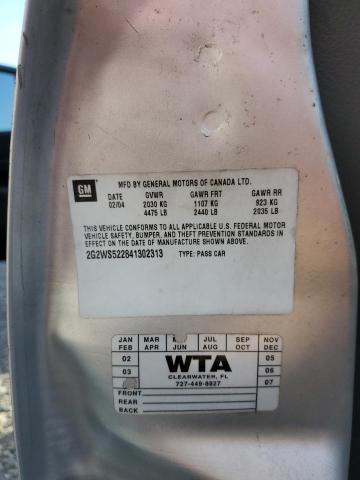 GM
MFD BY GENERAL MOTORS OF CANADA LTD.
DATE GVWR GAWR FRT GAWR RR
02/04 2030 KG 1107 KG 923 KG
4475 LB 2440 LB 2035 LB
THIS VEHICLE CONFORMS TO ALL APPLICABLE U.S. FEDERAL MOTOR
VEHICLE SAFETY, BUMPER, AND THEFT PREVENTION STANDARDS IN
EFFECT ON THE DATE OF MANUFACTURE SHOWN ABOVE.
2G2WS522641302313 TYPE: PASS CAR
JAN MAR JUL SEP NOV
FEB APR JUN AUG OCT DEC
02 WTA 05
03 CLEARWATER, FL 06
727-449-8827 07
FRONT
REAR
BACK